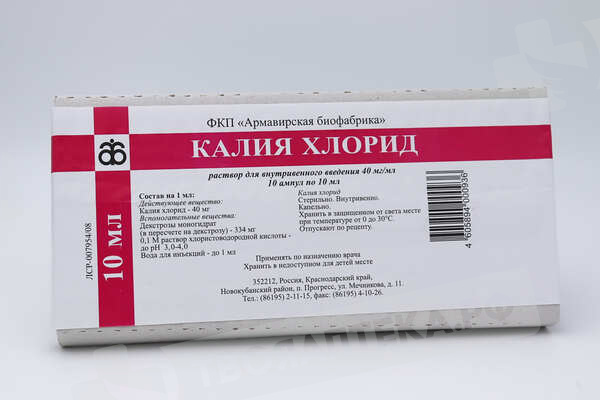 ФКП «Армавирская биофабрика»
КАЛИЯ ХЛОРИД
раствор для внутривенного введения 40 мг/мл
10 ампул по 10 мл
Состав на 1 мл:
Действующее вещество:
Калия хлорид - 40 мг
Вспомогательные вещества:
Декстрозы моногидрат
(в пересчете на декстрозу) - 334 мг
0,1 М раствор хлористоводородной кислоты -
до pH 3,0-4,0
Вода для инъекций - до 1 мл
Калия хлорид
Стерильно. Внутривенно.
Капельно.
Хранить в защищенном от света месте
при температуре от 0 до 30°С.
Отпускают по рецепту.
Применять по назначению врача
Хранить в недоступном для детей месте
352212, Россия, Краснодарский край,
Новокубанский район, п. Прогресс, ул. Мечникова, д. 11.
Тел.: (86195) 2-11-15, факс: (86195) 4-10-26.
10 мл
ЛСР-007954/08
4 605894 000936